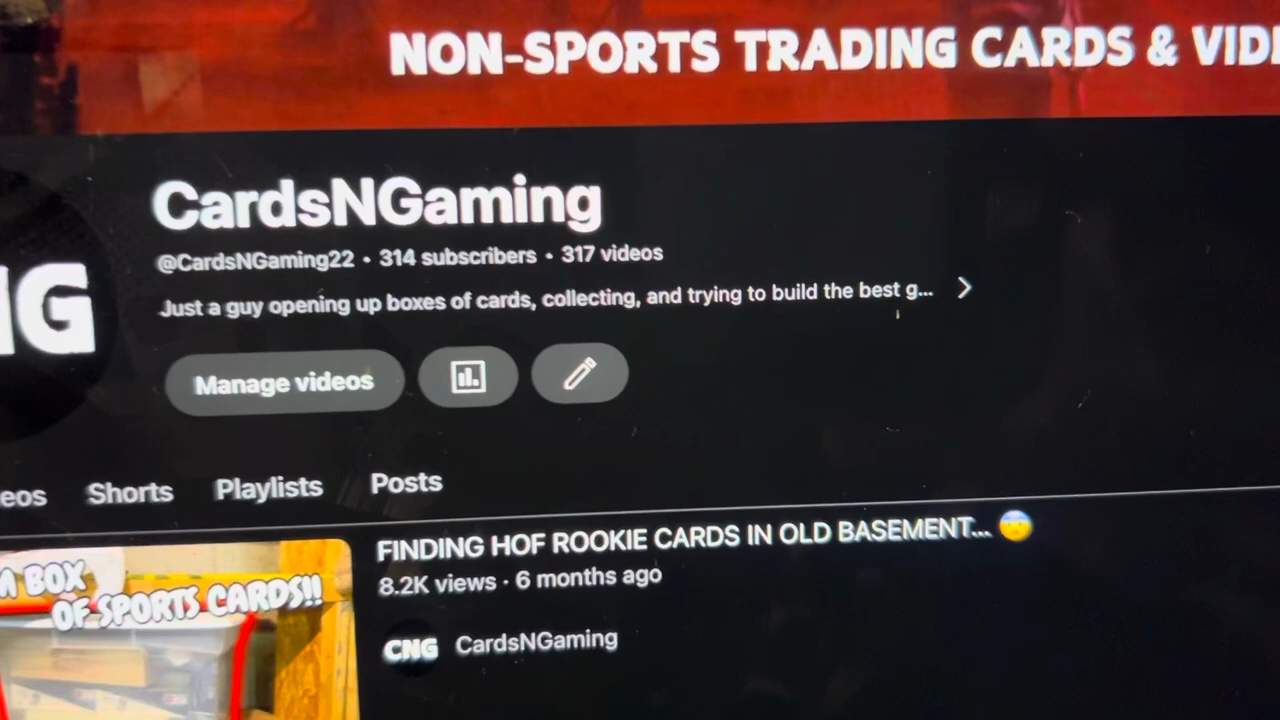 NON-SPORTS TRADING CARDS & VIDE
CardsNGaming
@CardsNGaming22 • 314 subscribers • 317 videos
Just a guy opening up boxes of cards, collecting, and trying to build the best g...
NG
Manage videos
eos Shorts Playlists Posts
FINDING HOF ROOKIE CARDS IN OLD BASEMENT... 😨
8.2K views · 6 months ago
BOX
OF SPORTS CARDS!!
CNG CardsNGaming